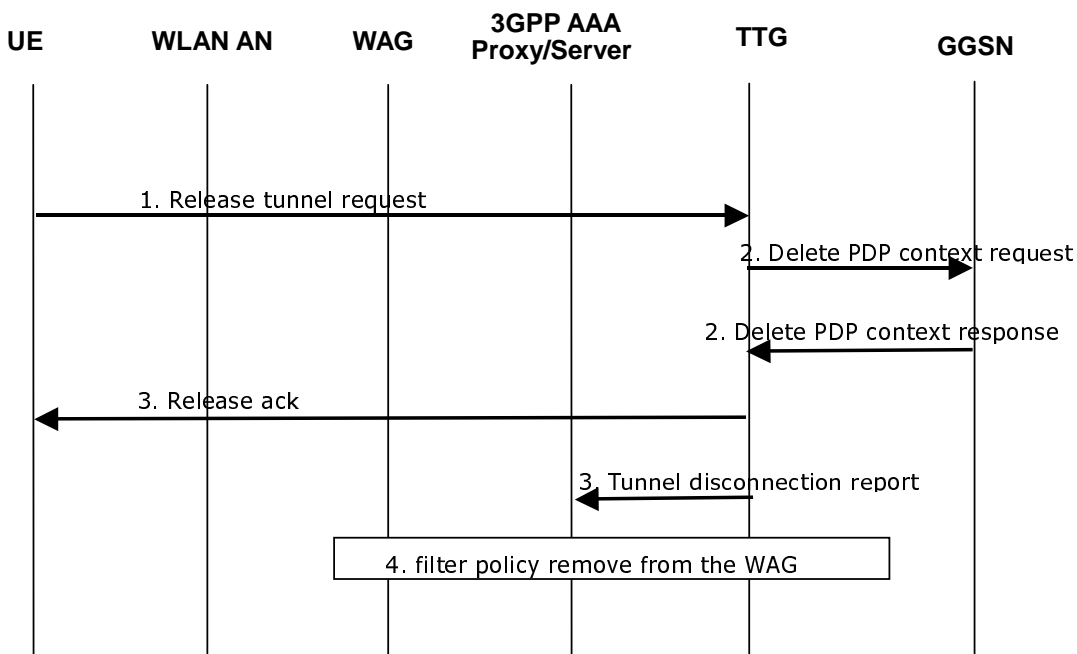 UE
WLAN AN
WAG
3GPP AAA
Proxy/Server
TTG
GGSN
1. Release tunnel request
2. Delete PDP context request
2. Delete PDP context response
3. Release ack
3. Tunnel disconnection report
4. filter policy remove from the WAG